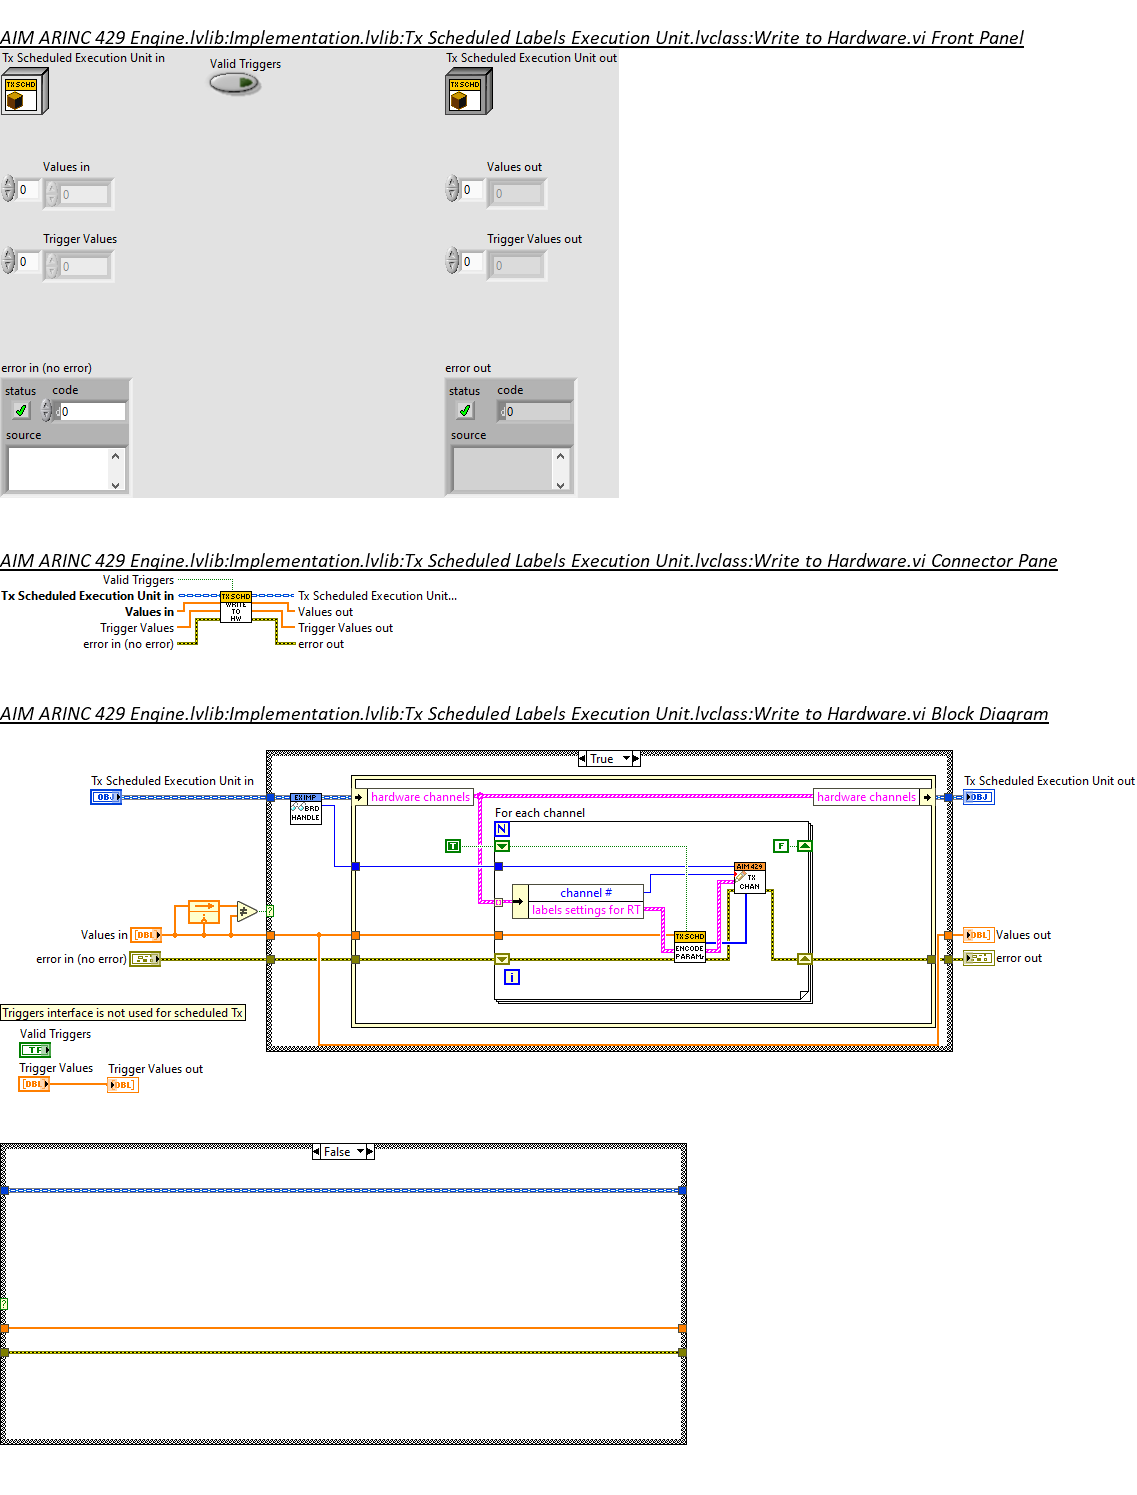 AIM ARINC 429 Engine.lvlib:Implementation.lvlib:Tx Scheduled Labels Execution Unit.lvclass:Write to Hardware.vi Front Panel
Tx Scheduled Execution Unit in
Valid Triggers
Tx Scheduled Execution Unit out
TX SCHD
TX SCHD
Values in
Values out
0
0
0
0
Trigger Values
Trigger Values out
0
0
0
0
error in (no error)
error out
status
code
status
code
d
0
d
0
source
source
AIM ARINC 429 Engine.lvlib:Implementation.lvlib:Tx Scheduled Labels Execution Unit.lvclass:Write to Hardware.vi Connector Pane
Valid Triggers
Tx Scheduled Execution Unit in
TX SCHD
Tx Scheduled Execution Unit...
Values in
WRITE
TO
HW
Values out
Trigger Values
Trigger Values out
error in (no error)
error out
AIM ARINC 429 Engine.lvlib:Implementation.lvlib:Tx Scheduled Labels Execution Unit.lvclass:Write to Hardware.vi Block Diagram
True
Tx Scheduled Execution Unit in
Tx Scheduled Execution Unit out
OBJ
EX IMP
BRD
HANDLE
hardware channels
hardware channels
OBJ
For each channel
N
T
F
AIM 429
TX
CHAN
channel #
labels settings for RT
TX SCHD
ENCODE
PARAMs
Values in
DBL
?
DBL
Values out
error in (no error)
error out
i
Triggers interface is not used for scheduled Tx
Valid Triggers
TF
Trigger Values
Trigger Values out
DBL
DBL
False
?